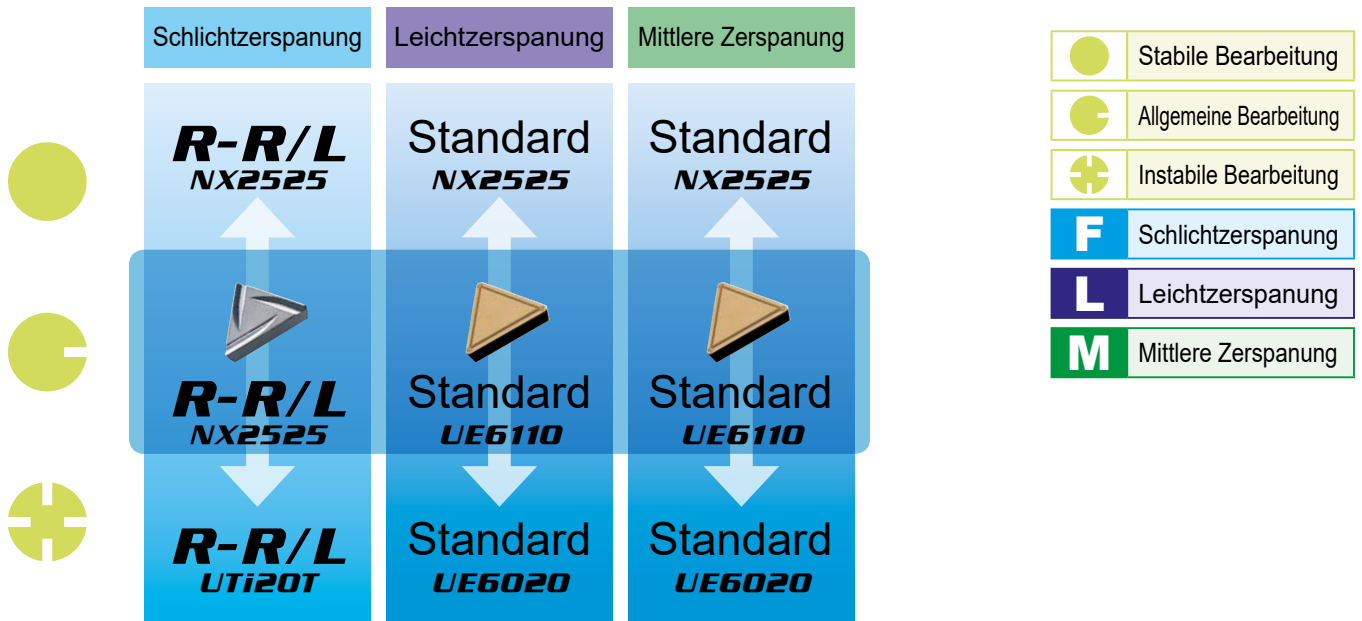 Schlichtzerspanung
Leichtzerspanung
Mittlere Zerspanung
R-R/L
NX2525
Standard
NX2525
Standard
NX2525
R-R/L
NX2525
Standard
UE6110
Standard
UE6110
R-R/L
UTi20T
Standard
UE6020
Standard
UE6020
Stabile Bearbeitung
Allgemeine Bearbeitung
Instabile Bearbeitung
F Schlichtzerspanung
L Leichtzerspanung
M Mittlere Zerspanung